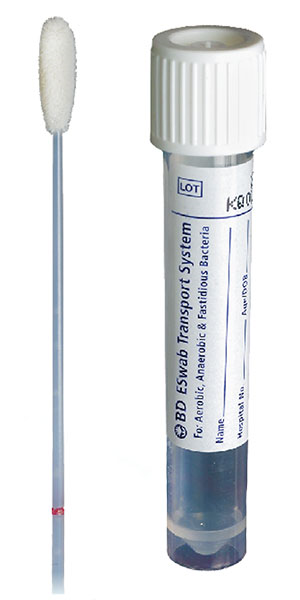 LOT
BD ESwab Transport System
For: Aerobic, Anaerobic & Fastidious Bacteria
Name
Age/DOB
Hospital No.